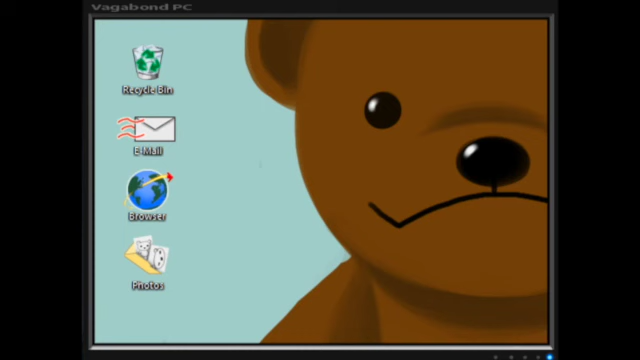 Vagabond PC
Recycle Bin
E-Mail
Browser
Photos